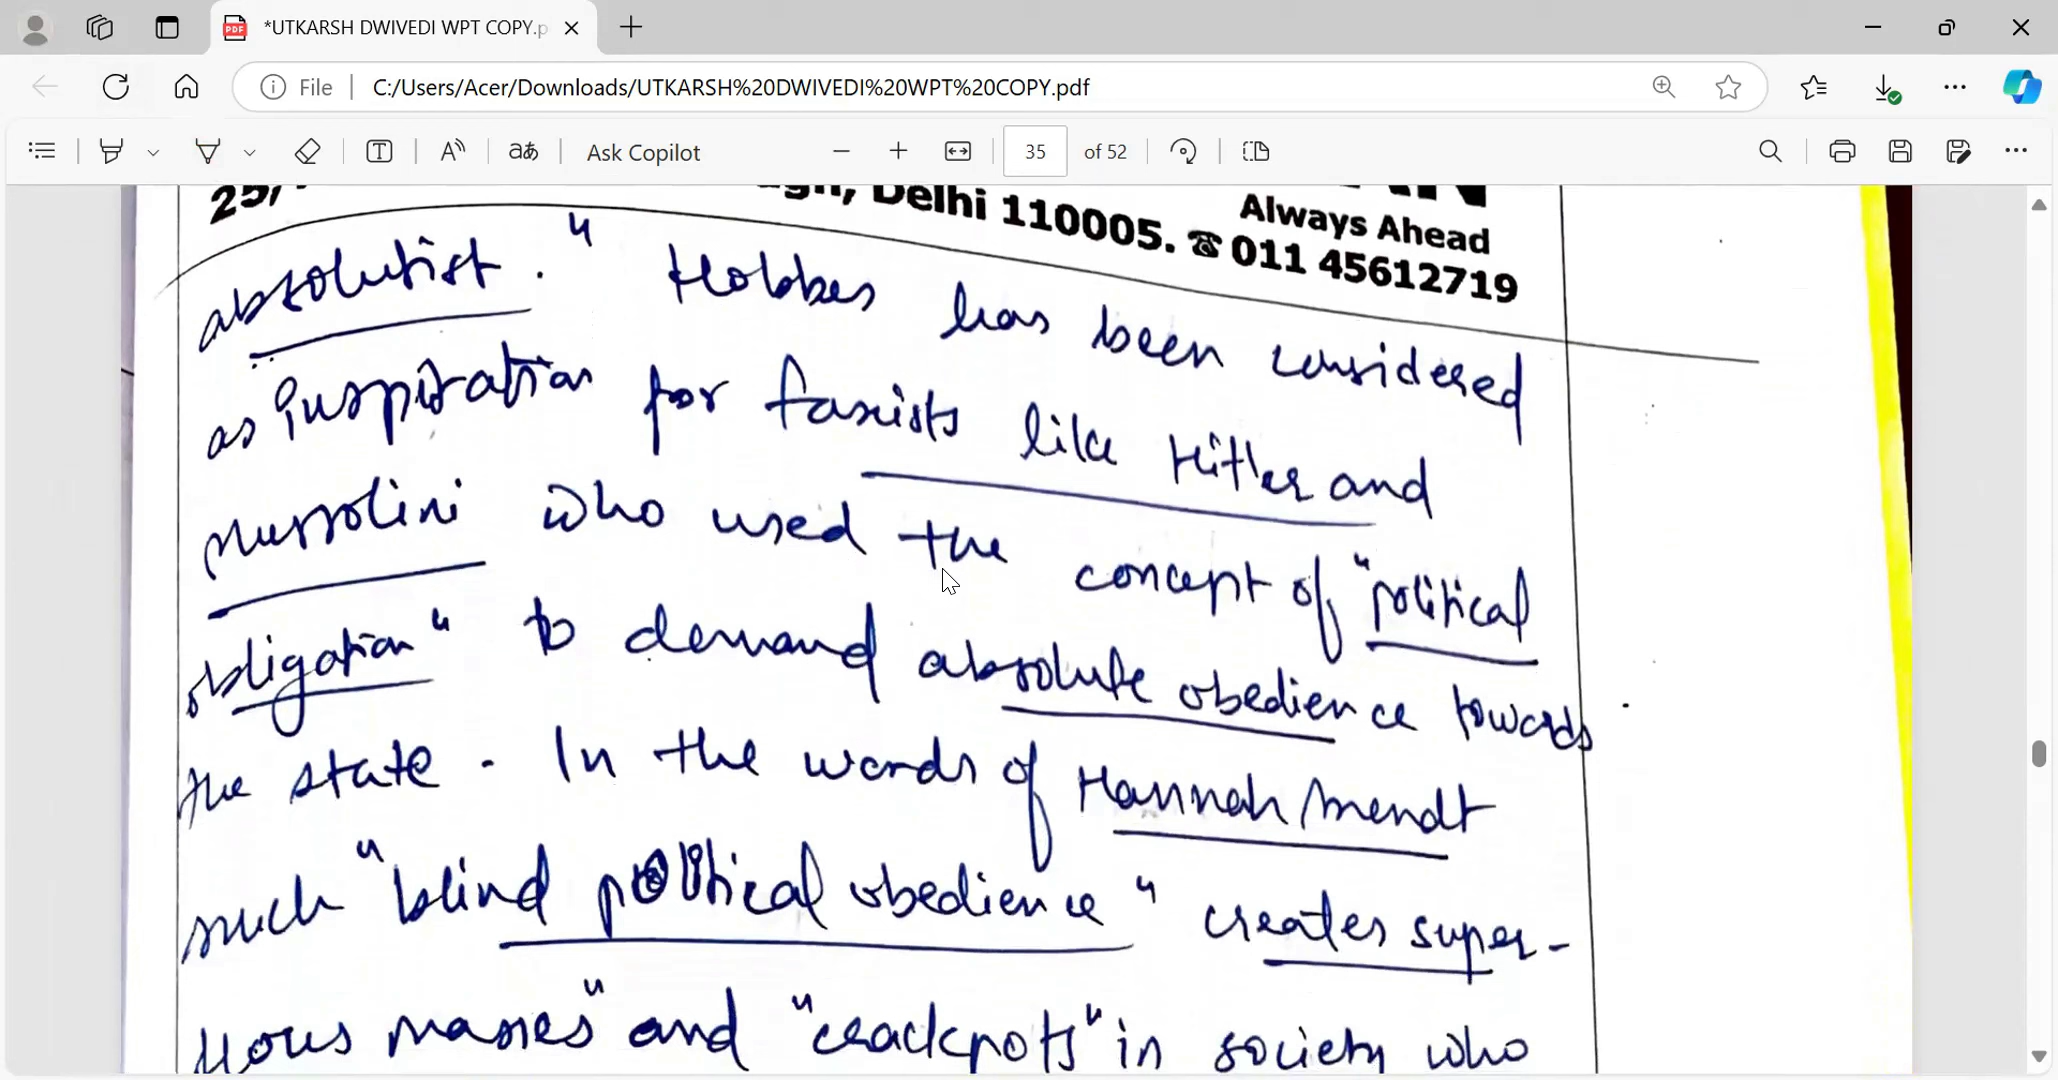 *UTKARSH DWIVEDI WPT COPY.p
File
C:/Users/Acer/Downloads/UTKARSH%20DWIVEDI%20WPT%20COPY.pdf
Ask Copilot
35 of 52
Delhi 110005. ☎ 011 45612719
Always Ahead
absolutist." Hobbes has been considered
as inspiration for fascists like Hitler and
Mussolini who used the concept of "political
obligation" to demand absolute obedience towards
the state. In the words of Hannah Arendt
such "blind political obedience" creates super-
flous masses" and "crackpots" in society who